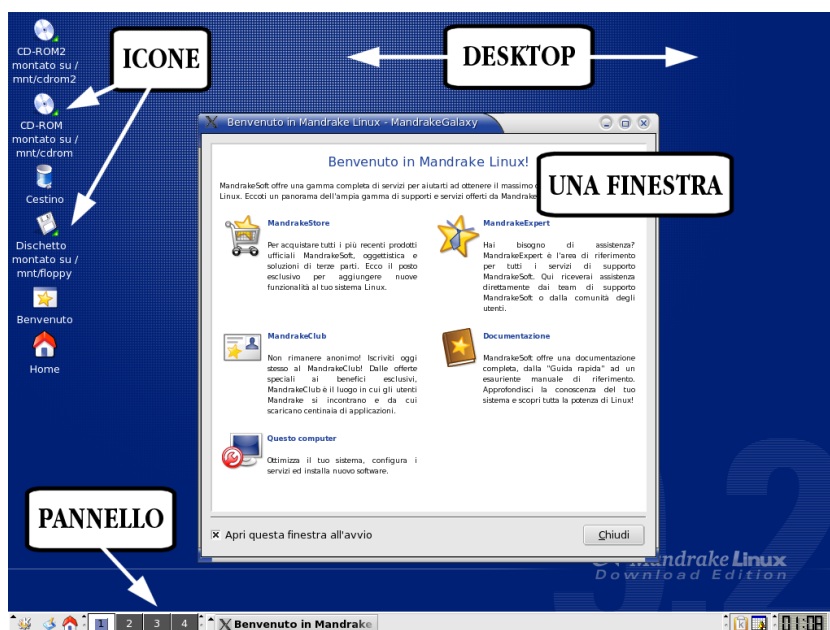 CD-ROM2
montato su /
mnt/cdrom2
CD-ROM
montato su /
mnt/cdrom
Cestino
Dischetto
montato su /
mnt/floppy
Benvenuto
Home
ICONE
DESKTOP
Benvenuto in Mandrake Linux - MandrakeGalaxy
Benvenuto in Mandrake Linux!
UNA FINESTRA
MandrakeSoft offre una gamma completa di servizi per aiutarti ad ottenere il massimo
Linux. Eccoti un panorama dell'ampia gamma di supporti e servizi offerti da
MandrakeStore
Per acquistare tutti i più recenti prodotti
ufficiali MandrakeSoft, oggettistica e
soluzioni di terze parti. Ecco il posto
esclusivo per aggiungere nuove
funzionalità al tuo sistema Linux.
MandrakeExpert
Hai bisogno di assistenza?
MandrakeExpert è l'area di riferimento
per tutti i servizi di supporto
MandrakeSoft. Qui riceverai assistenza
direttamente dai team di supporto
MandrakeSoft o dalla comunità degli
utenti.
MandrakeClub
Non rimanere anonimo! Iscriviti oggi
stesso al MandrakeClub! Dalle offerte
speciali ai benefici esclusivi,
MandrakeClub è il luogo in cui gli utenti
Mandrake si incontrano e da cui
scaricano centinaia di applicazioni.
Documentazione
MandrakeSoft offre una documentazione
completa, dalla "Guida rapida" ad un
esauriente manuale di riferimento.
Approfondisci la conoscenza del tuo
sistema e scopri tutta la potenza di Linux!
Questo computer
Ottimizza il tuo sistema, configura i
servizi ed installa nuovo software.
Apri questa finestra all'avvio
Chiudi
PANNELLO
9.2
Mandrake Linux
Download Edition
1 2 3 4
Benvenuto in Mandrake
01:08